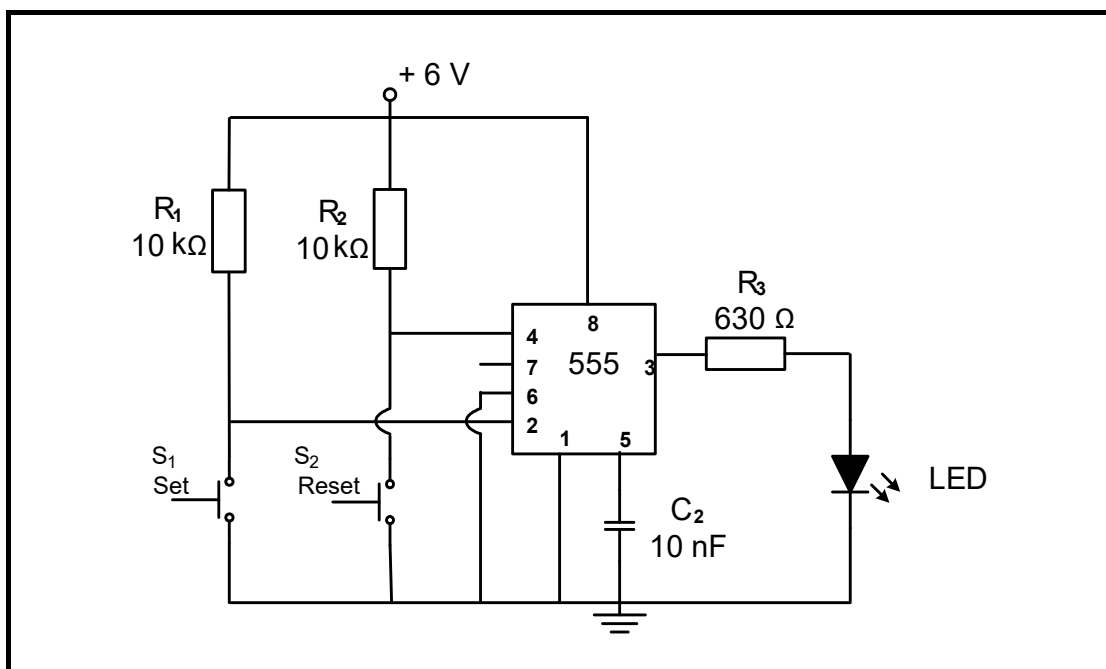 + 6 V
R₁
10 kΩ
R₂
10 kΩ
R₃
630 Ω
8
4
7
555
3
6
2
1
5
S₁
Set
S₂
Reset
C₂
10 nF
LED